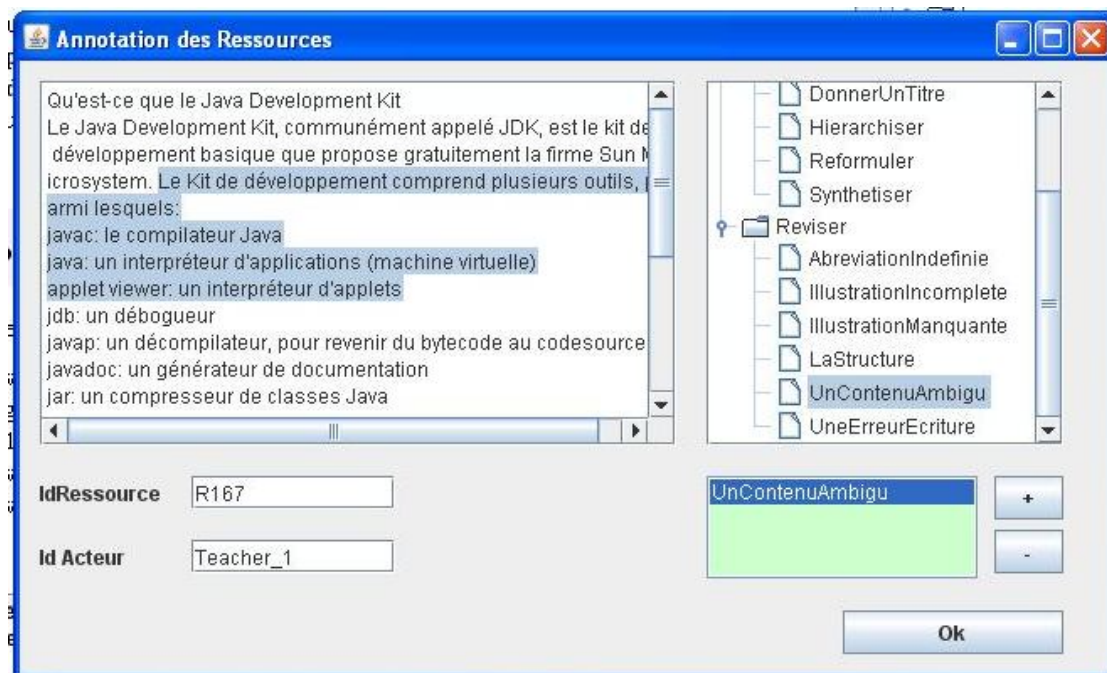 Annotation des Ressources
Qu'est-ce que le Java Development Kit
Le Java Development Kit, communément appelé JDK, est le kit de
développement basique que propose gratuitement la firme Sun M
icrosystem. Le Kit de développement comprend plusieurs outils, p
armi lesquels:
javac: le compilateur Java
java: un interpréteur d'applications (machine virtuelle)
applet viewer: un interpréteur d'applets
jdb: un débogueur
javap: un décompilateur, pour revenir du bytecode au codesource
javadoc: un générateur de documentation
jar: un compresseur de classes Java
DonnerUnTitre
Hierarchiser
Reformuler
Synthetiser
Reviser
AbreviationIndefinie
IllustrationIncomplete
IllustrationManquante
LaStructure
UnContenuAmbigu
UneErreurEcriture
IdRessource R167
Id Acteur Teacher_1
UnContenuAmbigu
+
-
Ok